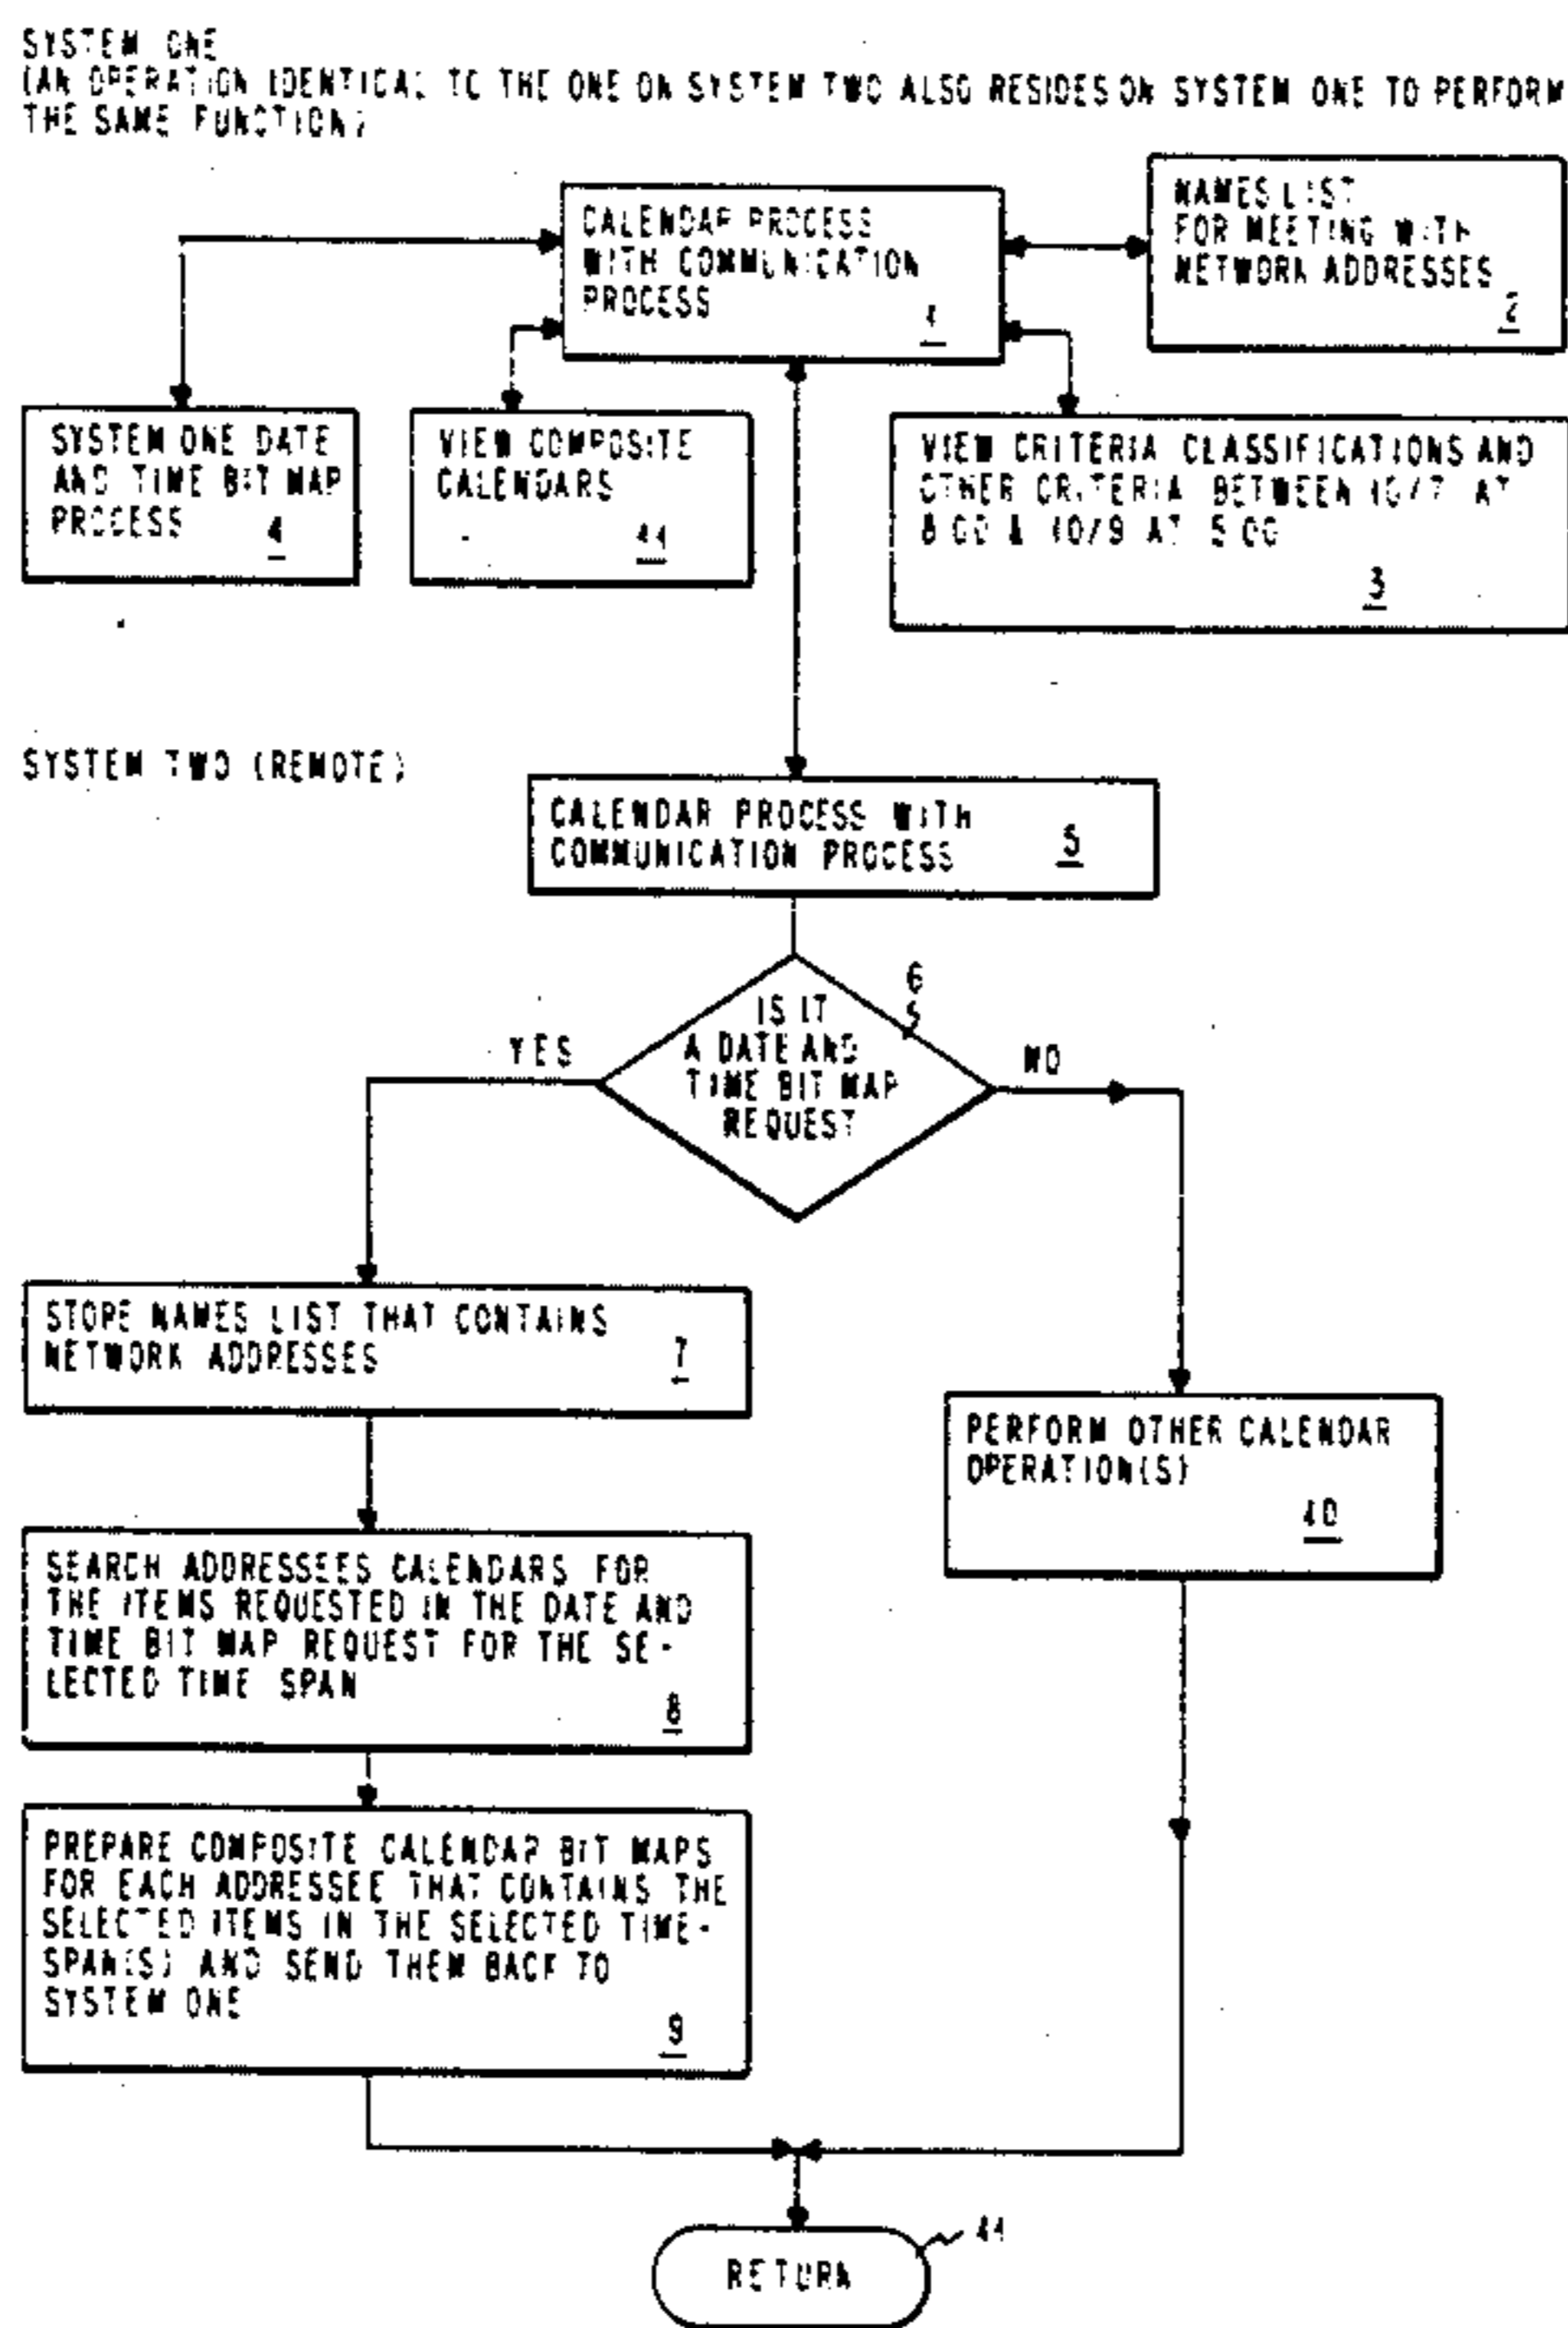 SYSTEM ONE
(AN OPERATION IDENTICAL TO THE ONE ON SYSTEM TWO ALSO RESIDES ON SYSTEM ONE TO PERFORM
THE SAME FUNCTION)
CALENDAR PROCESS
WITH COMMUNICATION
PROCESS
1
NAMES LIST
FOR MEETING WITH
NETWORK ADDRESSES
2
SYSTEM ONE DATE
AND TIME BIT MAP
PROCESS
4
VIEW COMPOSITE
CALENDARS
VIEW CRITERIA CLASSIFICATIONS AND
OTHER CRITERIA BETWEEN 10/7 AT
8:00 & 10/9 AT 5:00
3
SYSTEM TWO (REMOTE)
CALENDAR PROCESS WITH
COMMUNICATION PROCESS
5
6
IS IT
A DATE AND
TIME BIT MAP
REQUEST
YES
NO
STORE NAMES LIST THAT CONTAINS
NETWORK ADDRESSES
7
PERFORM OTHER CALENDAR
OPERATION(S)
10
SEARCH ADDRESSEES CALENDARS FOR
THE ITEMS REQUESTED IN THE DATE AND
TIME BIT MAP REQUEST FOR THE SE-
LECTED TIME SPAN
8
PREPARE COMPOSITE CALENDAR BIT MAPS
FOR EACH ADDRESSEE THAT CONTAINS THE
SELECTED ITEMS IN THE SELECTED TIME-
SPAN(S) AND SEND THEM BACK TO
SYSTEM ONE
9
RETURN